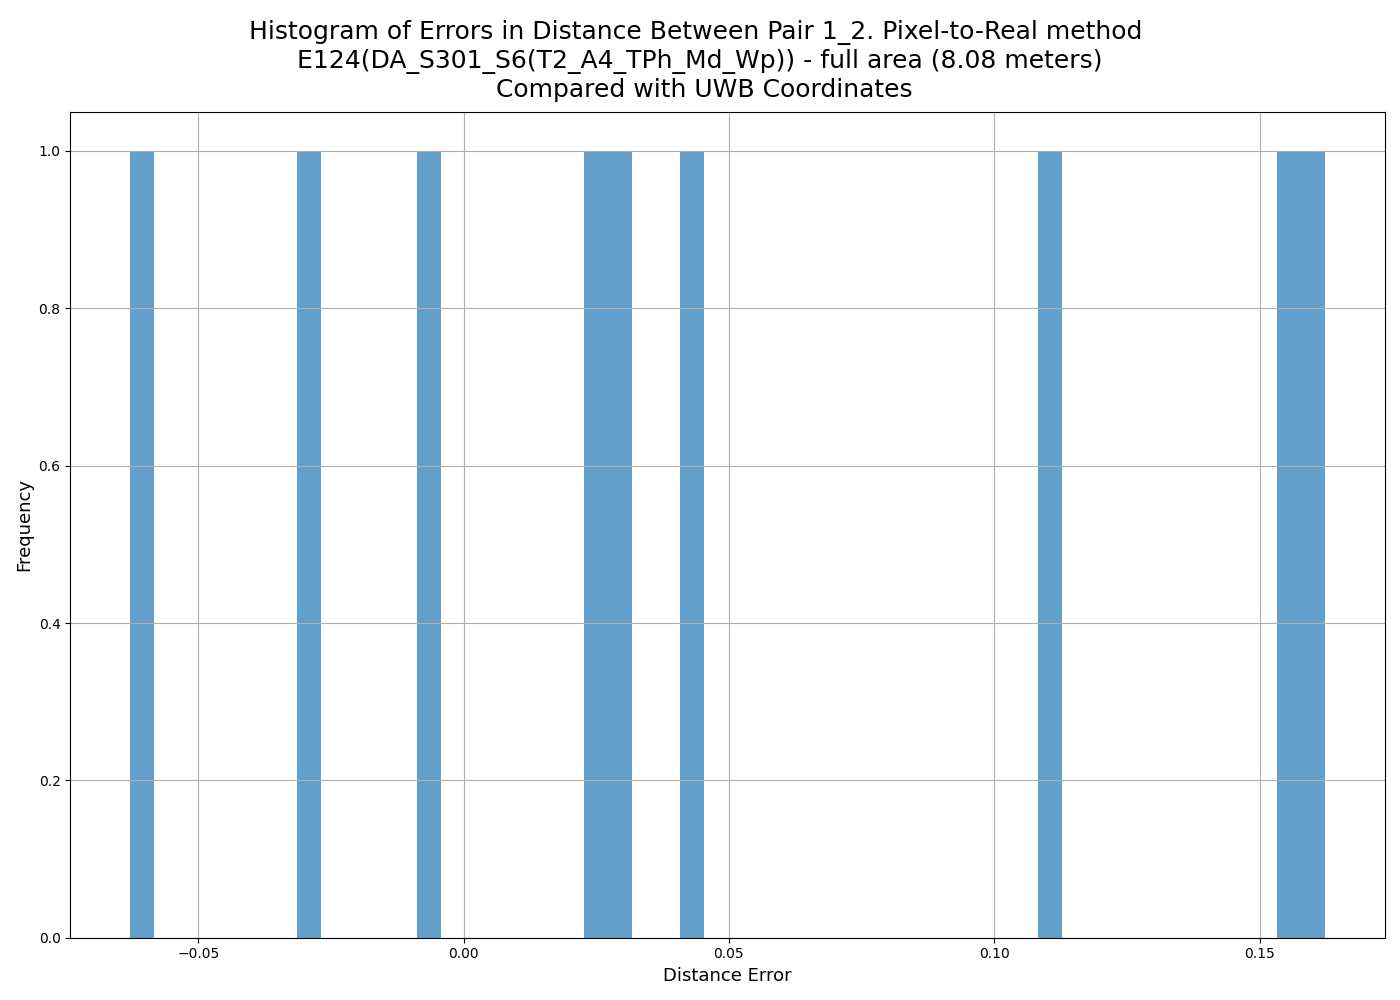 Histogram of Errors in Distance Between Pair 1_2. Pixel-to-Real method
E124(DA_S301_S6(T2_A4_TPh_Md_Wp)) - full area (8.08 meters)
Compared with UWB Coordinates
Frequency
1.0
0.8
0.6
0.4
0.2
0.0
−0.05
0.00
0.05
0.10
0.15
Distance Error